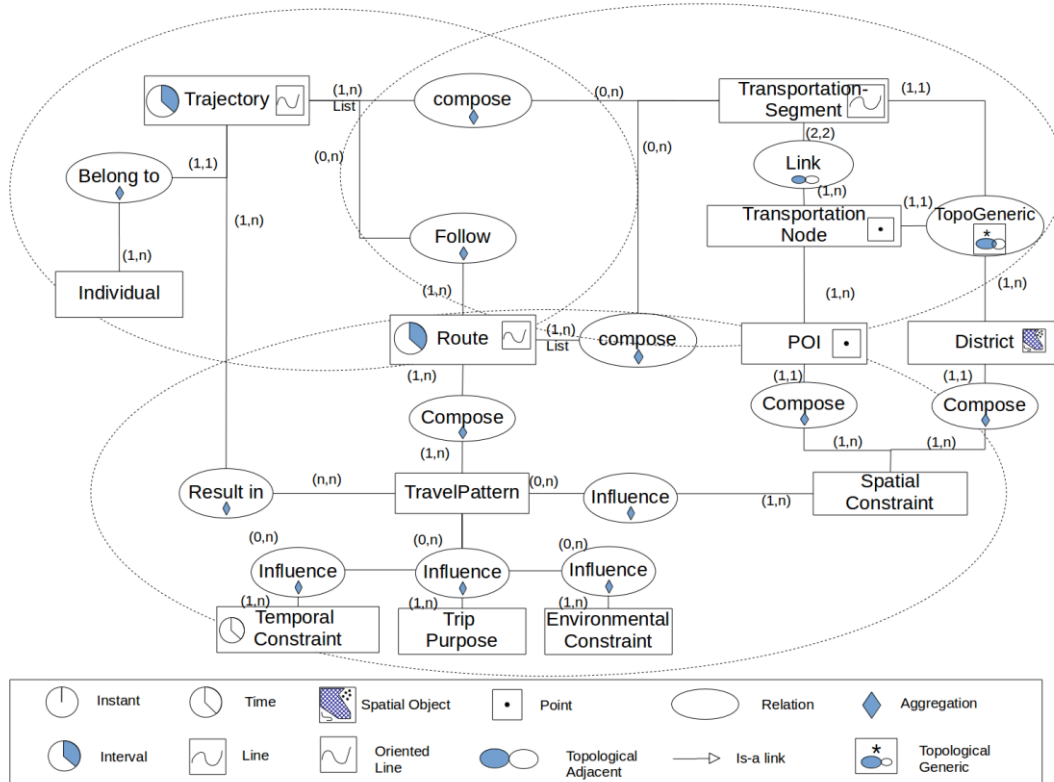 Trajectory
(1,n)
List
compose
(0,n)
Transportation-
Segment
(1,1)
(2,2)
(0,n)
(0,n)
(1,1)
Belong to
Link
(1,n)
(1,1)
TopoGeneric
*
Transportation
Node
(1,n)
Follow
(1,n)
Individual
(1,n)
(1,n)
(1,n)
Route
(1,n)
List
compose
POI
District
(1,n)
(1,1)
(1,1)
Compose
Compose
Compose
(1,n)
(1,n)
(1,n)
Result in
(n,n)
TravelPattern
(0,n)
Influence
(1,n)
Spatial
Constraint
(0,n)
(0,n)
(0,n)
Influence
Influence
Influence
(1,n)
(1,n)
(1,n)
Temporal
Constraint
Trip
Purpose
Environmental
Constraint
Instant
Time
Spatial Object
Point
Relation
Aggregation
Interval
Line
Oriented
Line
Topological
Adjacent
Is-a link
*
Topological
Generic